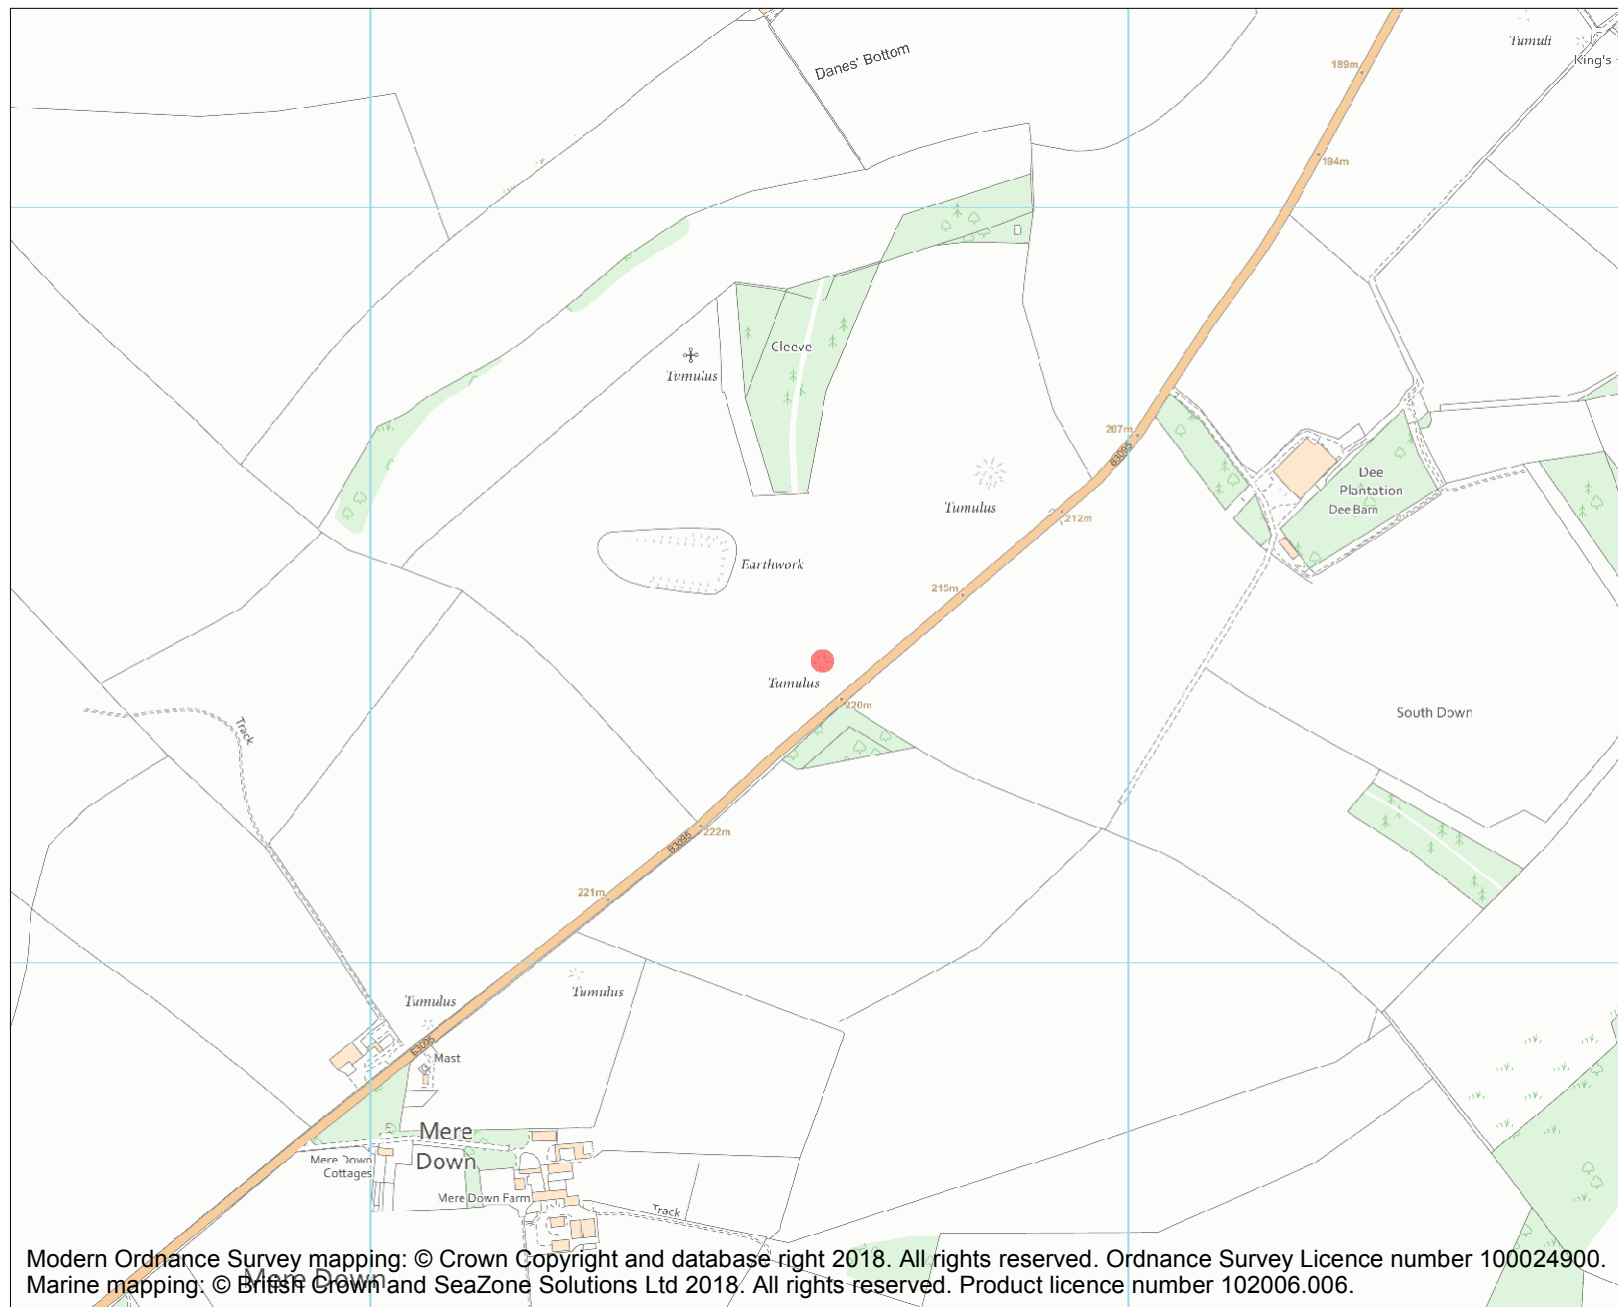 Danes' Bottom
Tumuli
King's
189m
194m
Cleeve
Tumulus
207m
B3095
Dee
Plantation
Dee Barn
Tumulus
212m
Earthwork
215m
Tumulus
220m
South Down
Track
222m
B3095
221m
Tumulus
Tumulus
B3095
Mast
Mere
Down
Mere Down
Cottages
Mere Down Farm
Track
Modern Ordnance Survey mapping: © Crown Copyright and database right 2018. All rights reserved. Ordnance Survey Licence number 100024900.
Mere Down
Marine mapping: © British Crown and SeaZone Solutions Ltd 2018. All rights reserved. Product licence number 102006.006.